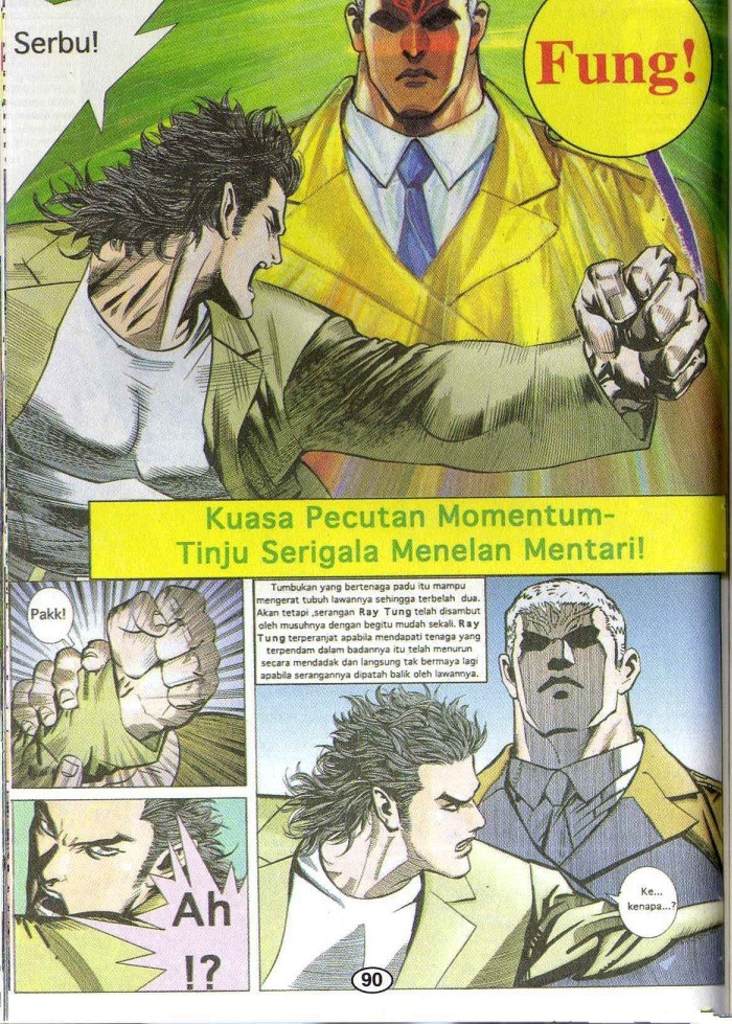 Serbu!
Fung!
Kuasa Pecutan Momentum-
Tinju Serigala Menelan Mentari!
Pakk!
Tumbukan yang bertenaga padu itu mampu
mengerat tubuh lawannya sehingga terbelah dua.
Akan tetapi ,serangan Ray Tung telah disambut
oleh musuhnya dengan begitu mudah sekali. Ray
Tung terperanjat apabila mendapati tenaga yang
terpendam dalam badannya itu telah menurun
secara mendadak dan langsung tak bermaya lagi
apabila serangannya dipatah balik oleh lawannya.
Ah
!?
Ke...
kenapa...?
90